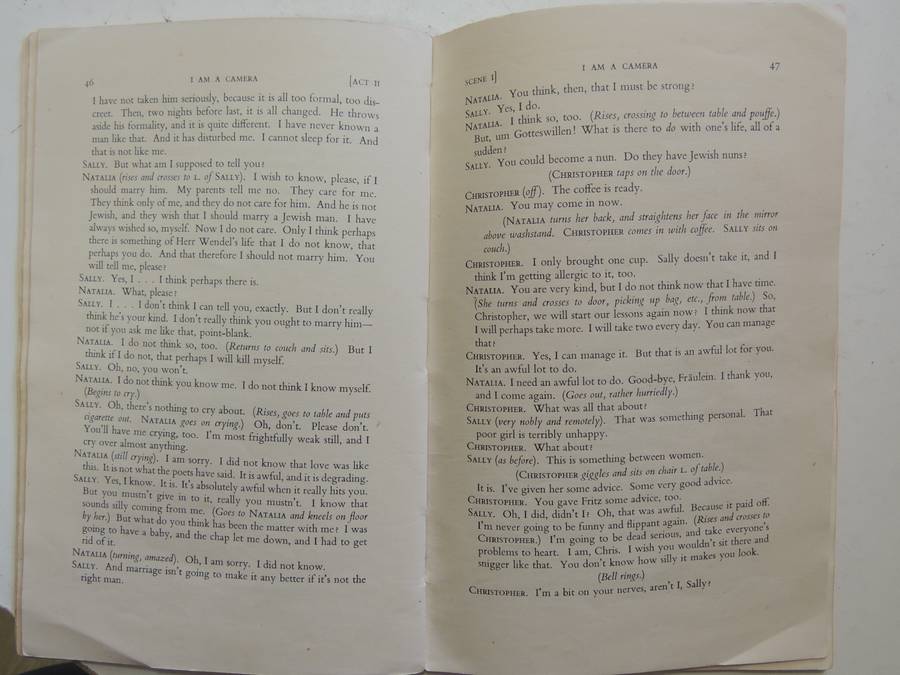 46
I AM A CAMERA
[ACT II
I have not taken him seriously, because it is all too formal, too dis-
creet. Then, two nights before last, it is all changed. He throws
aside his formality, and it is quite different. I have never known a
man like that. And it has disturbed me. I cannot sleep for it. And
that is not like me.
SALLY. But what am I supposed to tell you?
NATALIA (rises and crosses to L. of SALLY). I wish to know, please, if I
should marry him. My parents tell me no. They care for me.
They think only of me, and they do not care for him. And he is not
Jewish, and they wish that I should marry a Jewish man. I have
always wished so, myself. Now I do not care. Only I think perhaps
there is something of Herr Wendel's life that I do not know, that
perhaps you do. And that therefore I should not marry him. You
will tell me, please?
SALLY. Yes, I . . . I think perhaps there is.
NATALIA. What, please?
SALLY. I . . . I don't think I can tell you, exactly. But I don't really
think he's your kind. I don't really think you ought to marry him—
not if you ask me like that, point-blank.
NATALIA. I do not think so, too. (Returns to couch and sits.) But I
think if I do not, that perhaps I will kill myself.
SALLY. Oh, no, you won't.
NATALIA. I do not think you know me. I do not think I know myself.
(Begins to cry.)
SALLY. Oh, there's nothing to cry about. (Rises, goes to table and puts
cigarette out. NATALIA goes on crying.) Oh, don't. Please don't.
You'll have me crying, too. I'm most frightfully weak still, and I
cry over almost anything.
NATALIA (still crying). I am sorry. I did not know that love was like
this. It is not what the poets have said. It is awful, and it is degrading.
SALLY. Yes, I know. It is. It's absolutely awful when it really hits you.
But you mustn't give in to it, really you mustn't. I know that
sounds silly coming from me. (Goes to NATALIA and kneels on floor
by her.) But what do you think has been the matter with me? I was
going to have a baby, and the chap let me down, and I had to get
rid of it.
NATALIA (turning, amazed). Oh, I am sorry. I did not know.
SALLY. And marriage isn't going to make it any better if it's not the
right man.
SCENE I]
I AM A CAMERA
47
NATALIA. You think, then, that I must be strong?
SALLY. Yes, I do.
NATALIA. I think so, too. (Rises, crossing to between table and pouffe.)
But, um Gotteswillen! What is there to do with one's life, all of a
sudden?
SALLY. You could become a nun. Do they have Jewish nuns?
(CHRISTOPHER taps on the door.)
CHRISTOPHER (off). The coffee is ready.
NATALIA. You may come in now.
(NATALIA turns her back, and straightens her face in the mirror
above washstand. CHRISTOPHER comes in with coffee. SALLY sits on
couch.)
CHRISTOPHER. I only brought one cup. Sally doesn't take it, and I
think I'm getting allergic to it, too.
NATALIA. You are very kind, but I do not think now that I have time.
(She turns and crosses to door, picking up bag, etc., from table.) So,
Christopher, we will start our lessons again now? I think now that
I will perhaps take more. I will take two every day. You can manage
that?
CHRISTOPHER. Yes, I can manage it. But that is an awful lot for you.
It's an awful lot to do.
NATALIA. I need an awful lot to do. Good-bye, Fräulein. I thank you,
and I come again. (Goes out, rather hurriedly.)
CHRISTOPHER. What was all that about?
SALLY (very nobly and remotely). That was something personal. That
poor girl is terribly unhappy.
CHRISTOPHER. What about?
SALLY (as before). This is something between women.
(CHRISTOPHER giggles and sits on chair L. of table.)
It is. I've given her some advice. Some very good advice.
CHRISTOPHER. You gave Fritz some advice, too.
SALLY. Oh, I did, didn't I? Oh, that was awful. Because it paid off.
I'm never going to be funny and flippant again. (Rises and crosses to
CHRISTOPHER.) I'm going to be dead serious, and take everyone's
problems to heart. I am, Chris. I wish you wouldn't sit there and
snigger like that. You don't know how silly it makes you look.
(Bell rings.)
CHRISTOPHER. I'm a bit on your nerves, aren't I, Sally?